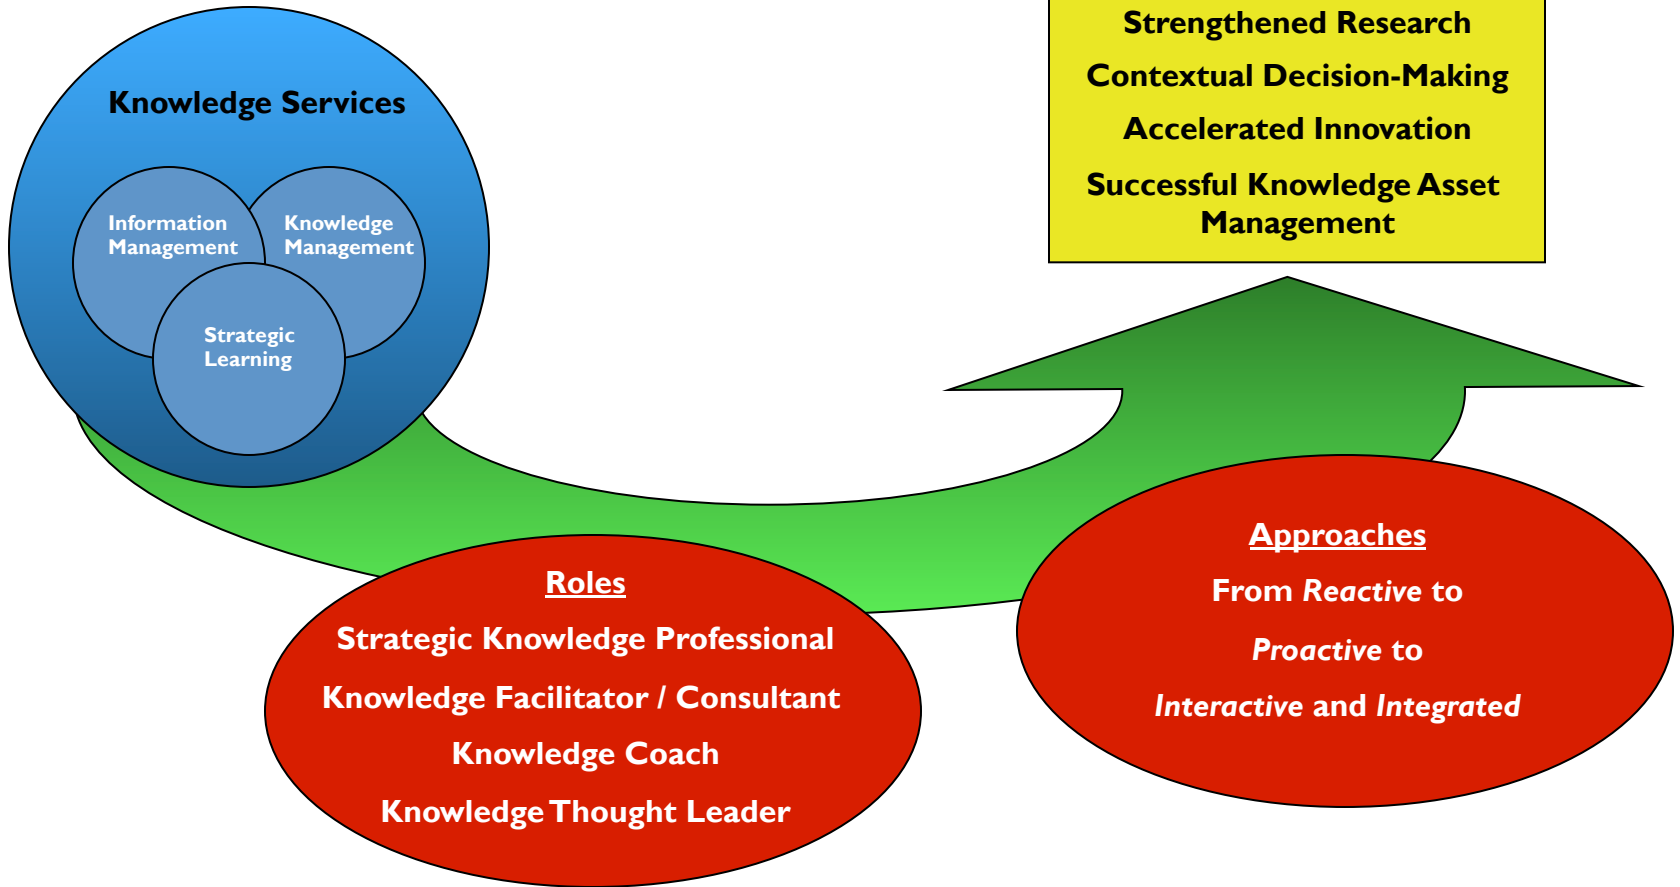 Knowledge Services
Information
Management
Knowledge
Management
Strategic
Learning
Strengthened Research
Contextual Decision-Making
Accelerated Innovation
Successful Knowledge Asset
Management
Roles
Strategic Knowledge Professional
Knowledge Facilitator / Consultant
Knowledge Coach
Knowledge Thought Leader
Approaches
From Reactive to
Proactive to
Interactive and Integrated